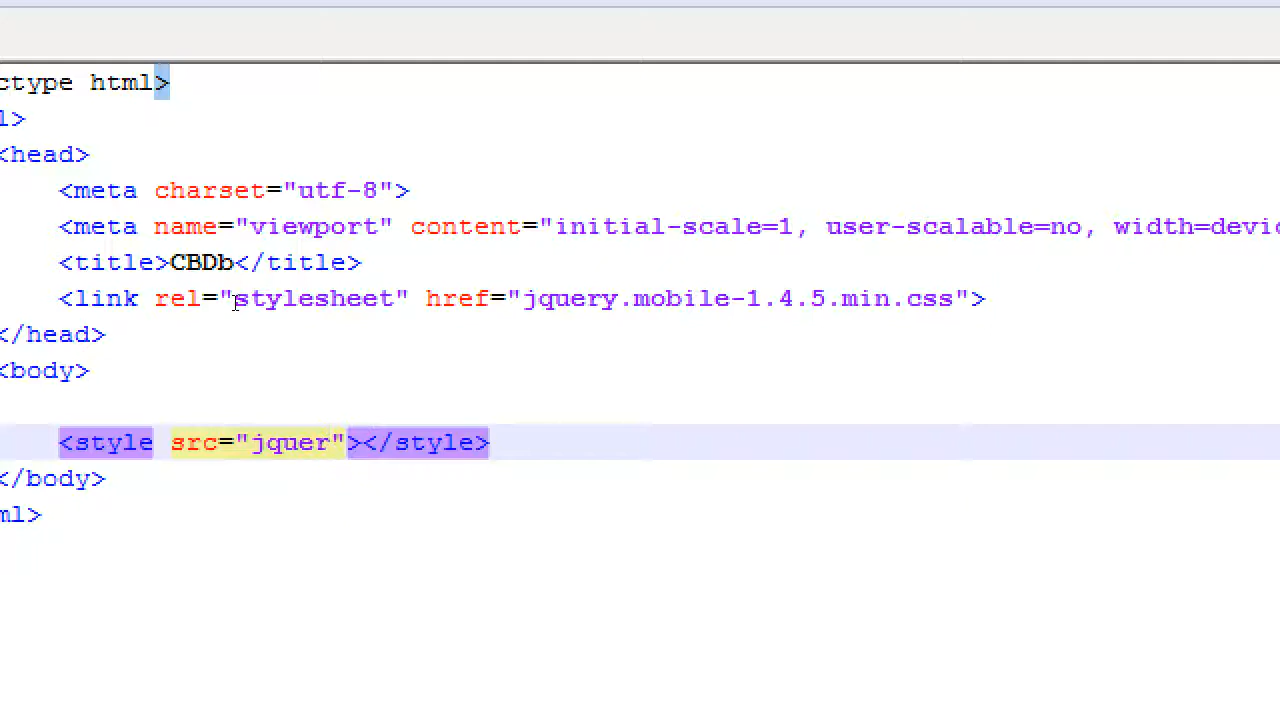 ctype html>
l>
<head>
<meta charset="utf-8">
<meta name="viewport" content="initial-scale=1, user-scalable=no, width=devic
<title>CBDb</title>
<link rel="stylesheet" href="jquery.mobile-1.4.5.min.css">
</head>
<body>
<style src="jquer"></style>
</body>
ml>